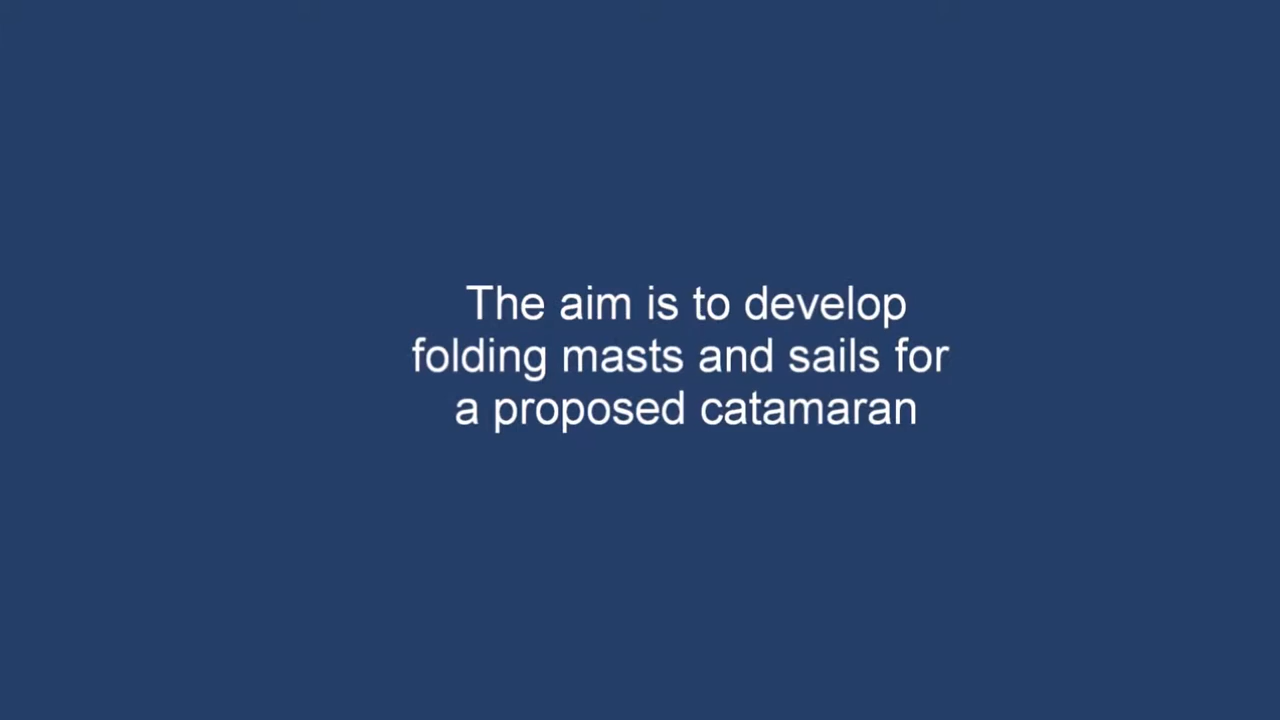 The aim is to develop
folding masts and sails for
a proposed catamaran